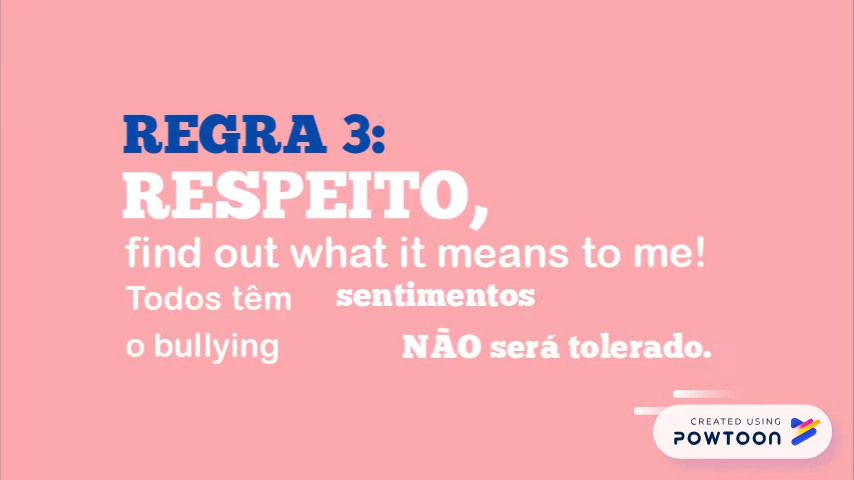 REGRA 3:
RESPEITO,
find out what it means to me!
Todos têm sentimentos
o bullying NÃO será tolerado.
CREATED USING
POWTOON